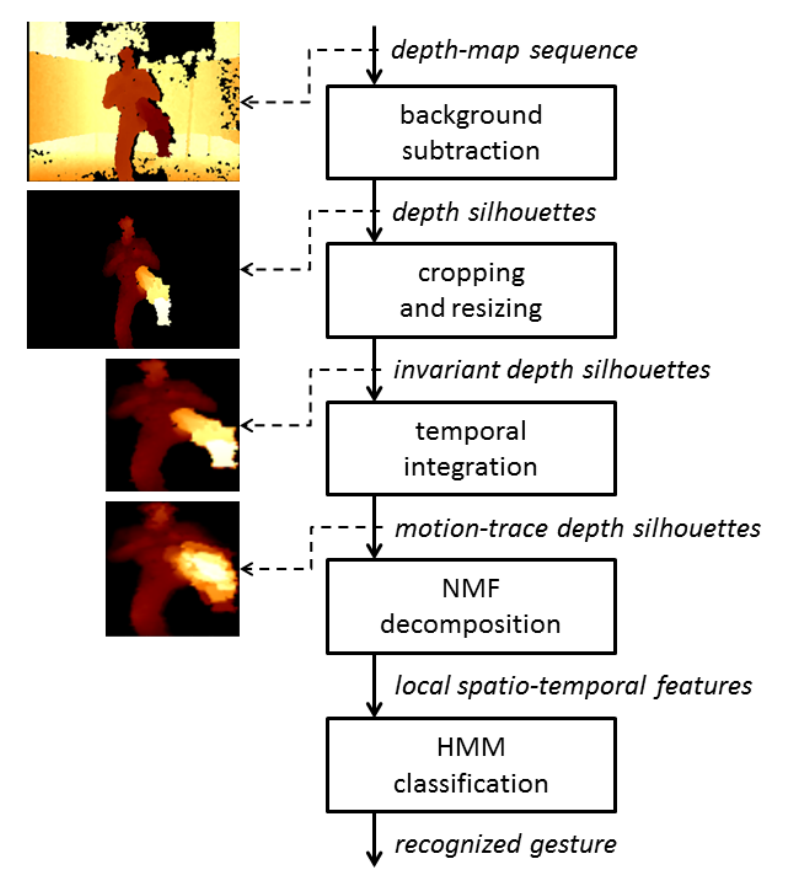 depth-map sequence
background
subtraction
depth silhouettes
cropping
and resizing
invariant depth silhouettes
temporal
integration
motion-trace depth silhouettes
NMF
decomposition
local spatio-temporal features
HMM
classification
recognized gesture